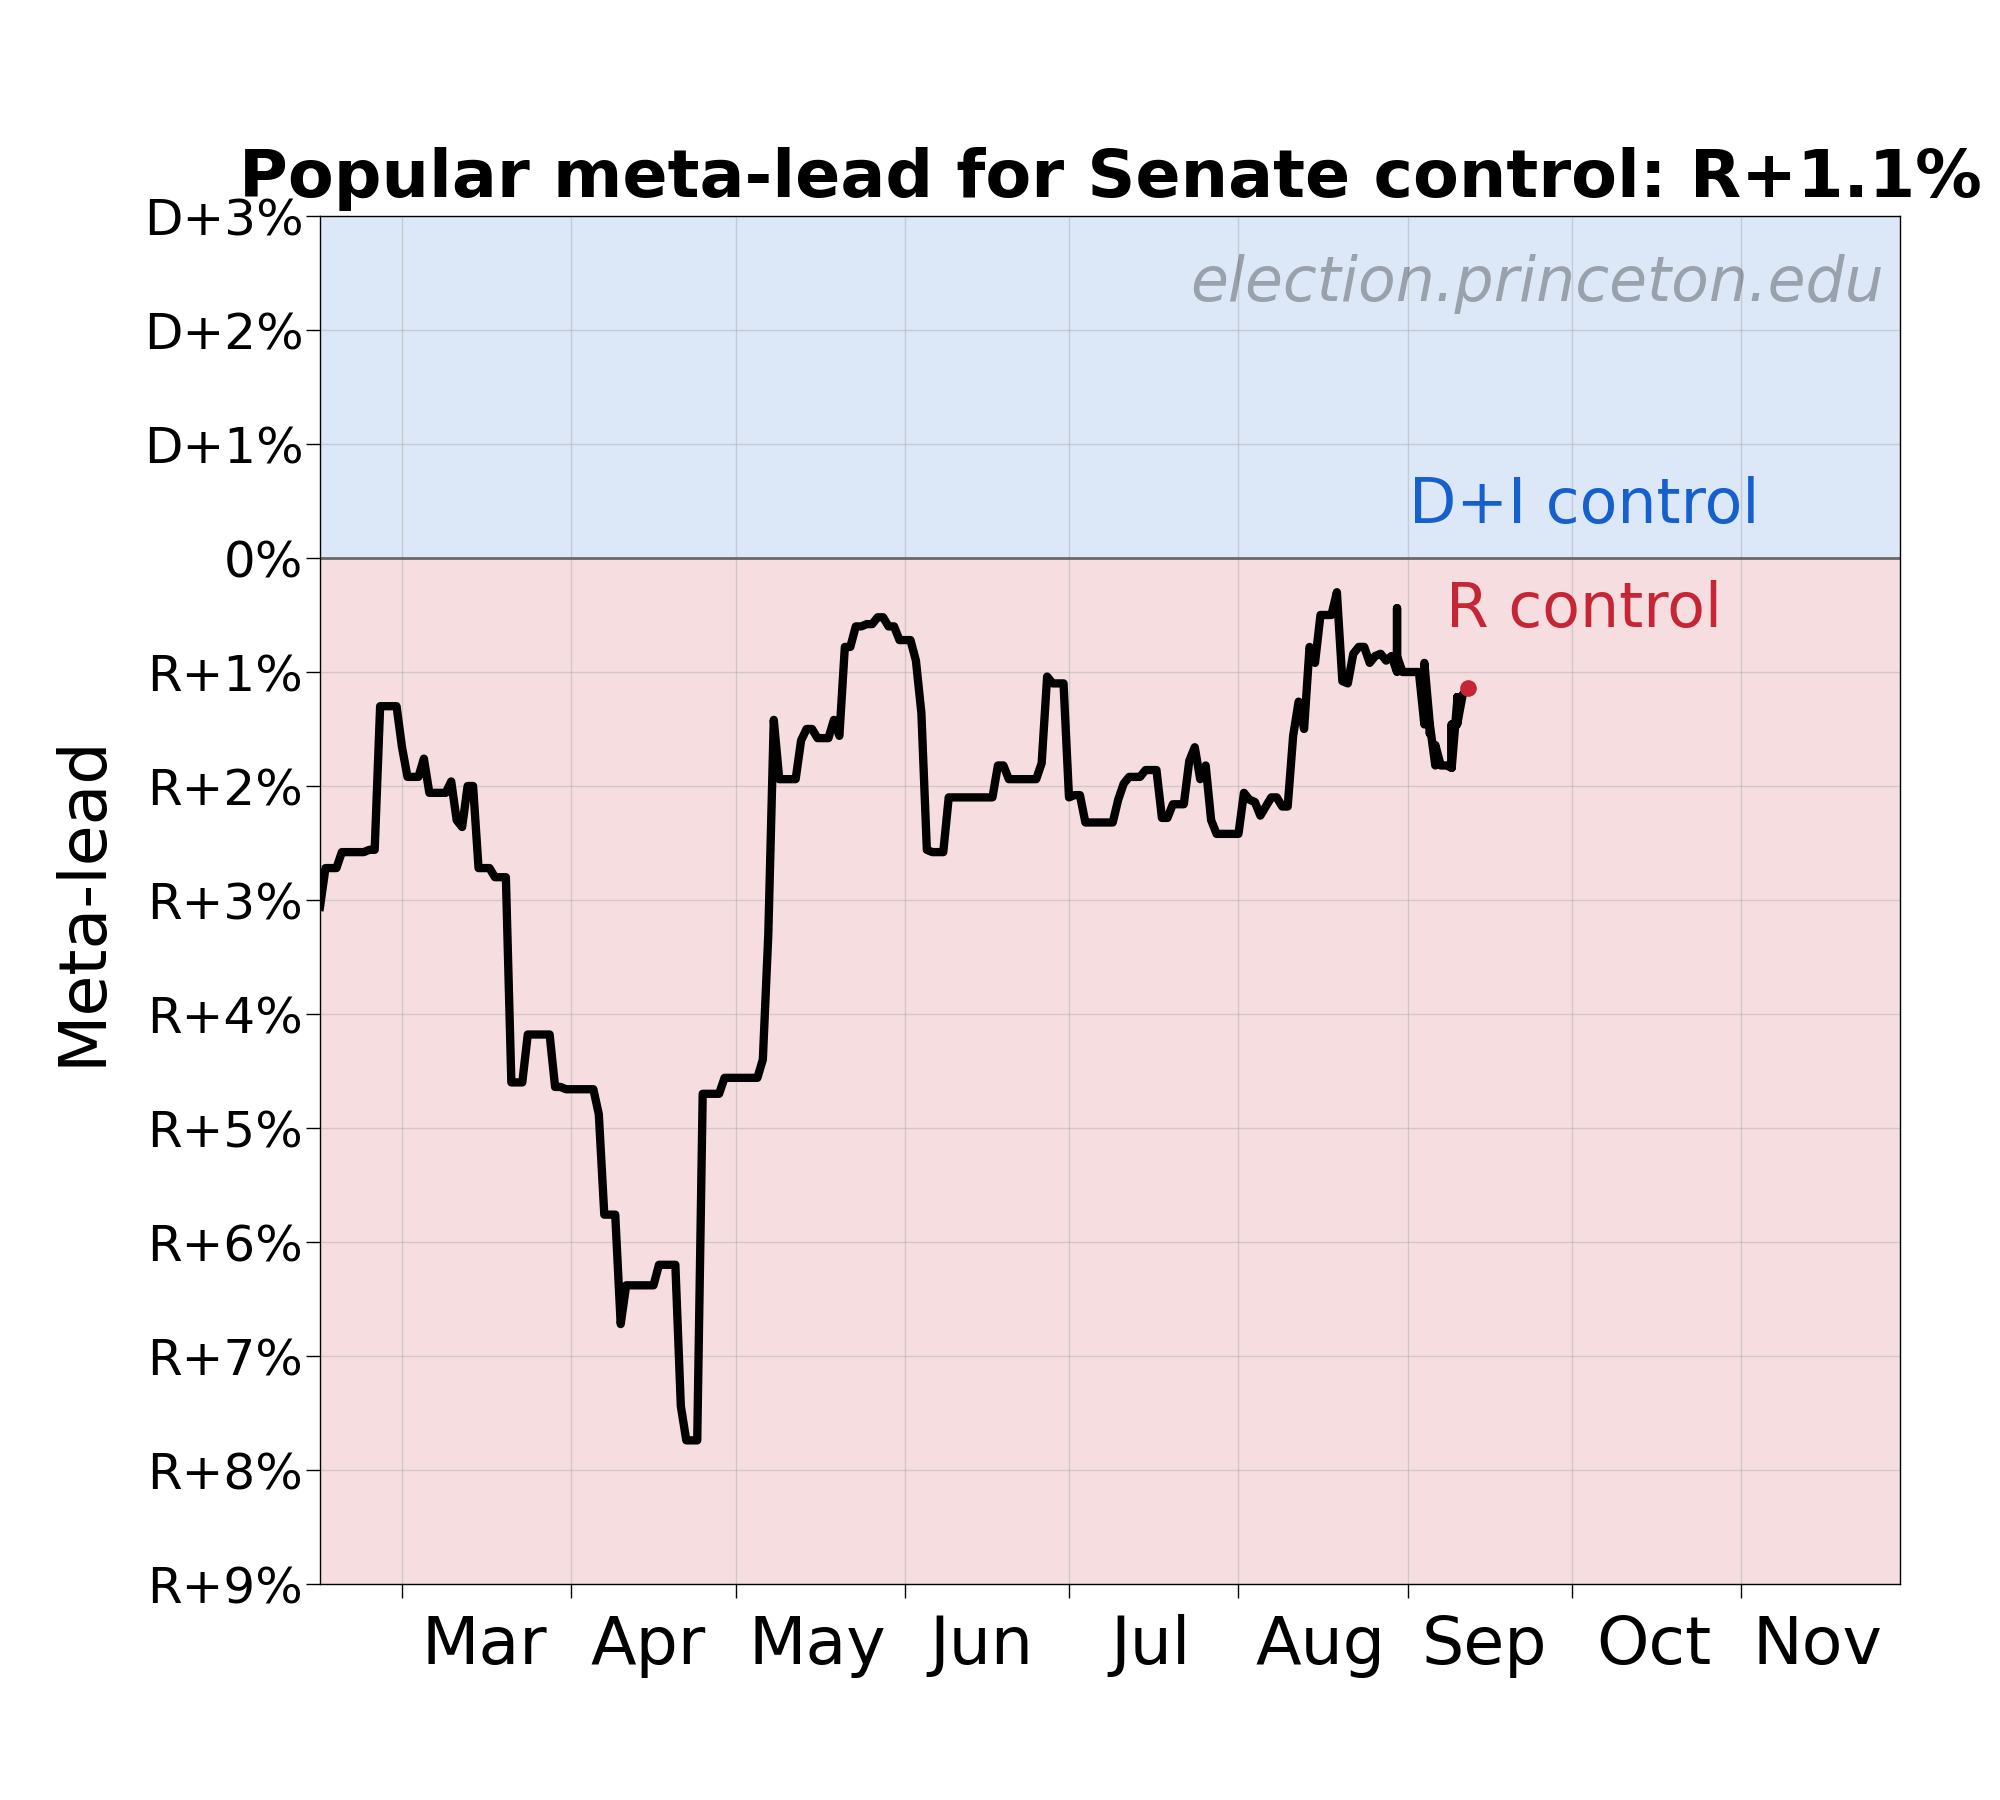 Popular meta-lead for Senate control: R+1.1%
D+3%
election.princeton.edu
D+2%
D+1%
D+I control
0%
R control
R+1%
R+2%
R+3%
R+4%
R+5%
R+6%
R+7%
R+8%
R+9%
Meta-lead
Mar Apr May Jun Jul Aug Sep Oct Nov